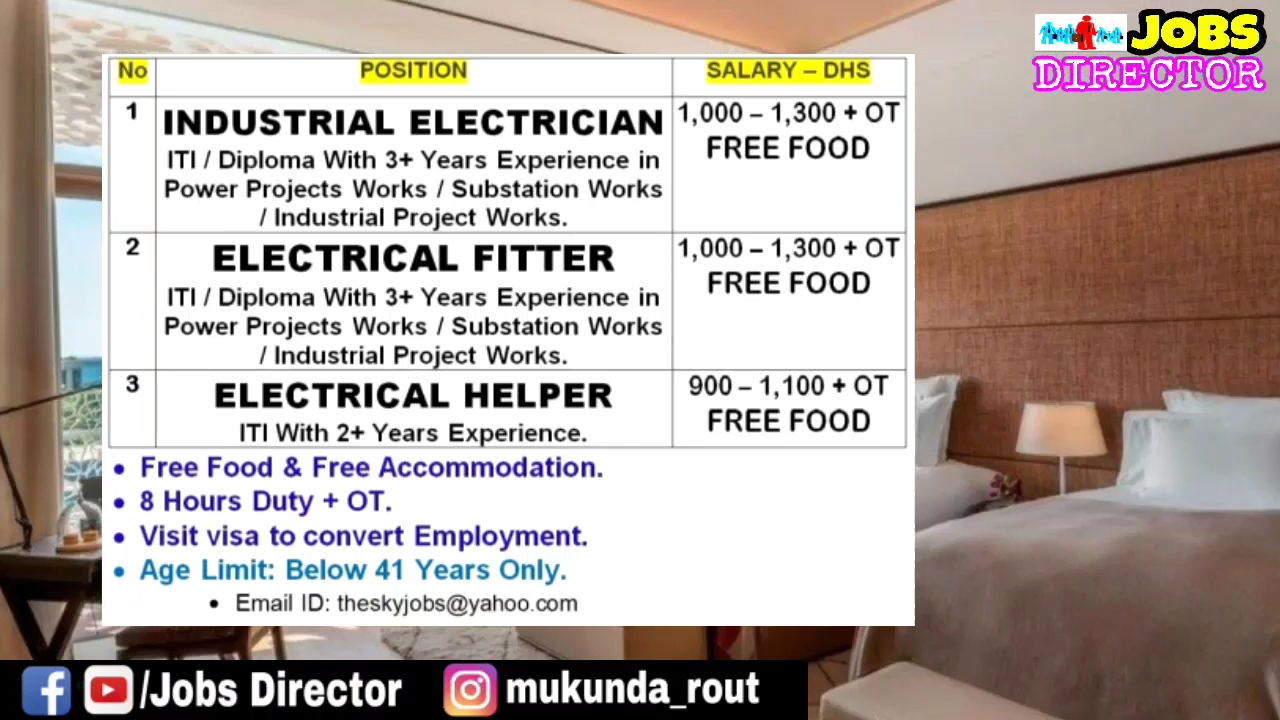 JOBS
DIRECTOR
No POSITION SALARY – DHS
1 INDUSTRIAL ELECTRICIAN 1,000 – 1,300 + OT
ITI / Diploma With 3+ Years Experience in FREE FOOD
Power Projects Works / Substation Works
/ Industrial Project Works.
2 ELECTRICAL FITTER 1,000 – 1,300 + OT
ITI / Diploma With 3+ Years Experience in FREE FOOD
Power Projects Works / Substation Works
/ Industrial Project Works.
3 ELECTRICAL HELPER 900 – 1,100 + OT
ITI With 2+ Years Experience. FREE FOOD
• Free Food & Free Accommodation.
• 8 Hours Duty + OT.
• Visit visa to convert Employment.
• Age Limit: Below 41 Years Only.
• Email ID: theskyjobs@yahoo.com
/Jobs Director mukunda_rout